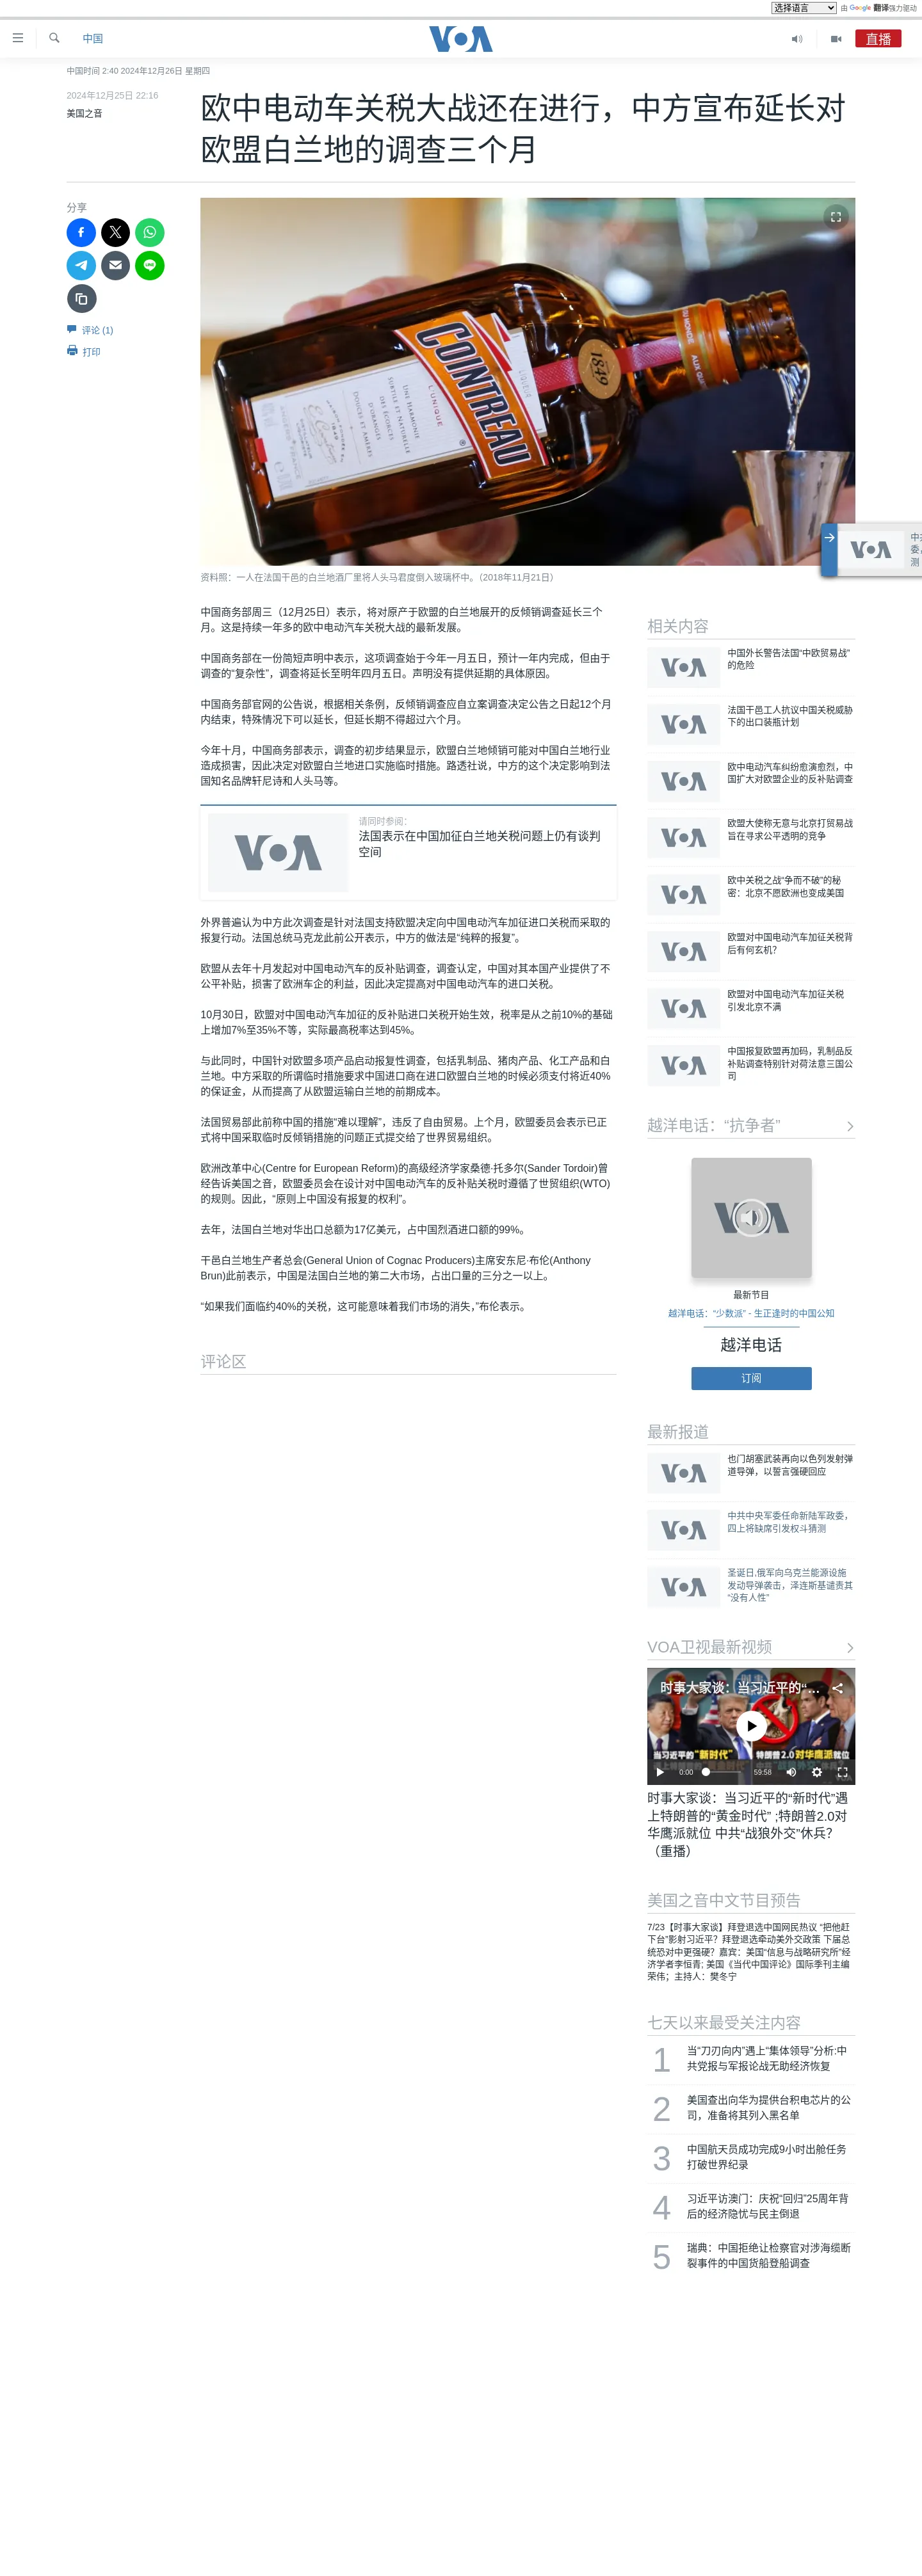 选择语言
由 Google 翻译强力驱动
中国
VOA
直播
中国时间 2:40 2024年12月26日 星期四
2024年12月25日 22:16
美国之音
欧中电动车关税大战还在进行，中方宣布延长对
欧盟白兰地的调查三个月
分享
评论 (1)
打印
COINTREAU
L'UNIQUE
1849
资料照：一人在法国干邑的白兰地酒厂里将人头马君度倒入玻璃杯中。（2018年11月21日）
中国商务部周三（12月25日）表示，将对原产于欧盟的白兰地展开的反倾销调查延长三个
月。这是持续一年多的欧中电动汽车关税大战的最新发展。
中国商务部在一份简短声明中表示，这项调查始于今年一月五日，预计一年内完成，但由于
调查的“复杂性”，调查将延长至明年四月五日。声明没有提供延期的具体原因。
中国商务部官网的公告说，根据相关条例，反倾销调查应自立案调查决定公告之日起12个月
内结束，特殊情况下可以延长，但延长期不得超过六个月。
今年十月，中国商务部表示，调查的初步结果显示，欧盟白兰地倾销可能对中国白兰地行业
造成损害，因此决定对欧盟白兰地进口实施临时措施。路透社说，中方的这个决定影响到法
国知名品牌轩尼诗和人头马等。
VOA
请同时参阅：
法国表示在中国加征白兰地关税问题上仍有谈判
空间
外界普遍认为中方此次调查是针对法国支持欧盟决定向中国电动汽车加征进口关税而采取的
报复行动。法国总统马克龙此前公开表示，中方的做法是“纯粹的报复”。
欧盟从去年十月发起对中国电动汽车的反补贴调查，调查认定，中国对其本国产业提供了不
公平补贴，损害了欧洲车企的利益，因此决定提高对中国电动汽车的进口关税。
10月30日，欧盟对中国电动汽车加征的反补贴进口关税开始生效，税率是从之前10%的基础
上增加7%至35%不等，实际最高税率达到45%。
与此同时，中国针对欧盟多项产品启动报复性调查，包括乳制品、猪肉产品、化工产品和白
兰地。中方采取的所谓临时措施要求中国进口商在进口欧盟白兰地的时候必须支付将近40%
的保证金，从而提高了从欧盟运输白兰地的前期成本。
法国贸易部此前称中国的措施“难以理解”，违反了自由贸易。上个月，欧盟委员会表示已正
式将中国采取临时反倾销措施的问题正式提交给了世界贸易组织。
欧洲改革中心(Centre for European Reform)的高级经济学家桑德·托多尔(Sander Tordoir)曾
经告诉美国之音，欧盟委员会在设计对中国电动汽车的反补贴关税时遵循了世贸组织(WTO)
的规则。因此，“原则上中国没有报复的权利”。
去年，法国白兰地对华出口总额为17亿美元，占中国烈酒进口额的99%。
干邑白兰地生产者总会(General Union of Cognac Producers)主席安东尼·布伦(Anthony
Brun)此前表示，中国是法国白兰地的第二大市场，占出口量的三分之一以上。
“如果我们面临约40%的关税，这可能意味着我们市场的消失，”布伦表示。
评论区
VOA
中共
委，
测
相关内容
VOA
中国外长警告法国“中欧贸易战”
的危险
VOA
法国干邑工人抗议中国关税威胁
下的出口装瓶计划
VOA
欧中电动汽车纠纷愈演愈烈，中
国扩大对欧盟企业的反补贴调查
VOA
欧盟大使称无意与北京打贸易战
旨在寻求公平透明的竞争
VOA
欧中关税之战“争而不破”的秘
密：北京不愿欧洲也变成美国
VOA
欧盟对中国电动汽车加征关税背
后有何玄机？
VOA
欧盟对中国电动汽车加征关税
引发北京不满
VOA
中国报复欧盟再加码，乳制品反
补贴调查特别针对荷法意三国公
司
越洋电话：“抗争者”
VOA
最新节目
越洋电话：“少数派” - 生正逢时的中国公知
越洋电话
订阅
最新报道
VOA
也门胡塞武装再向以色列发射弹
道导弹，以誓言强硬回应
VOA
中共中央军委任命新陆军政委，
四上将缺席引发权斗猜测
VOA
圣诞日,俄军向乌克兰能源设施
发动导弹袭击，泽连斯基谴责其
“没有人性”
VOA卫视最新视频
时事大家谈：当习近平的“…
当习近平的“新时代” 特朗普2.0对华鹰派就位
0:00
59:58
时事大家谈：当习近平的“新时代”遇
上特朗普的“黄金时代” ;特朗普2.0对
华鹰派就位 中共“战狼外交”休兵？
（重播）
美国之音中文节目预告
7/23【时事大家谈】拜登退选中国网民热议 “把他赶
下台”影射习近平？拜登退选牵动美外交政策 下届总
统恐对中更强硬？嘉宾：美国“信息与战略研究所”经
济学者李恒青; 美国《当代中国评论》国际季刊主编
荣伟；主持人：樊冬宁
七天以来最受关注内容
1
当“刀刃向内”遇上“集体领导”分析:中
共党报与军报论战无助经济恢复
2
美国查出向华为提供台积电芯片的公
司，准备将其列入黑名单
3
中国航天员成功完成9小时出舱任务
打破世界纪录
4
习近平访澳门：庆祝“回归”25周年背
后的经济隐忧与民主倒退
5
瑞典：中国拒绝让检察官对涉海缆断
裂事件的中国货船登船调查